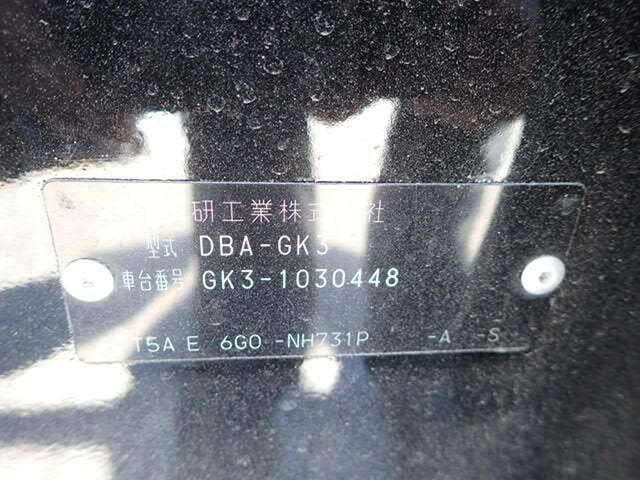 研工業株式会社
型式 DBA-GK3
車台番号 GK3-1030448
T5A E 6G0 -NH731P -A -S